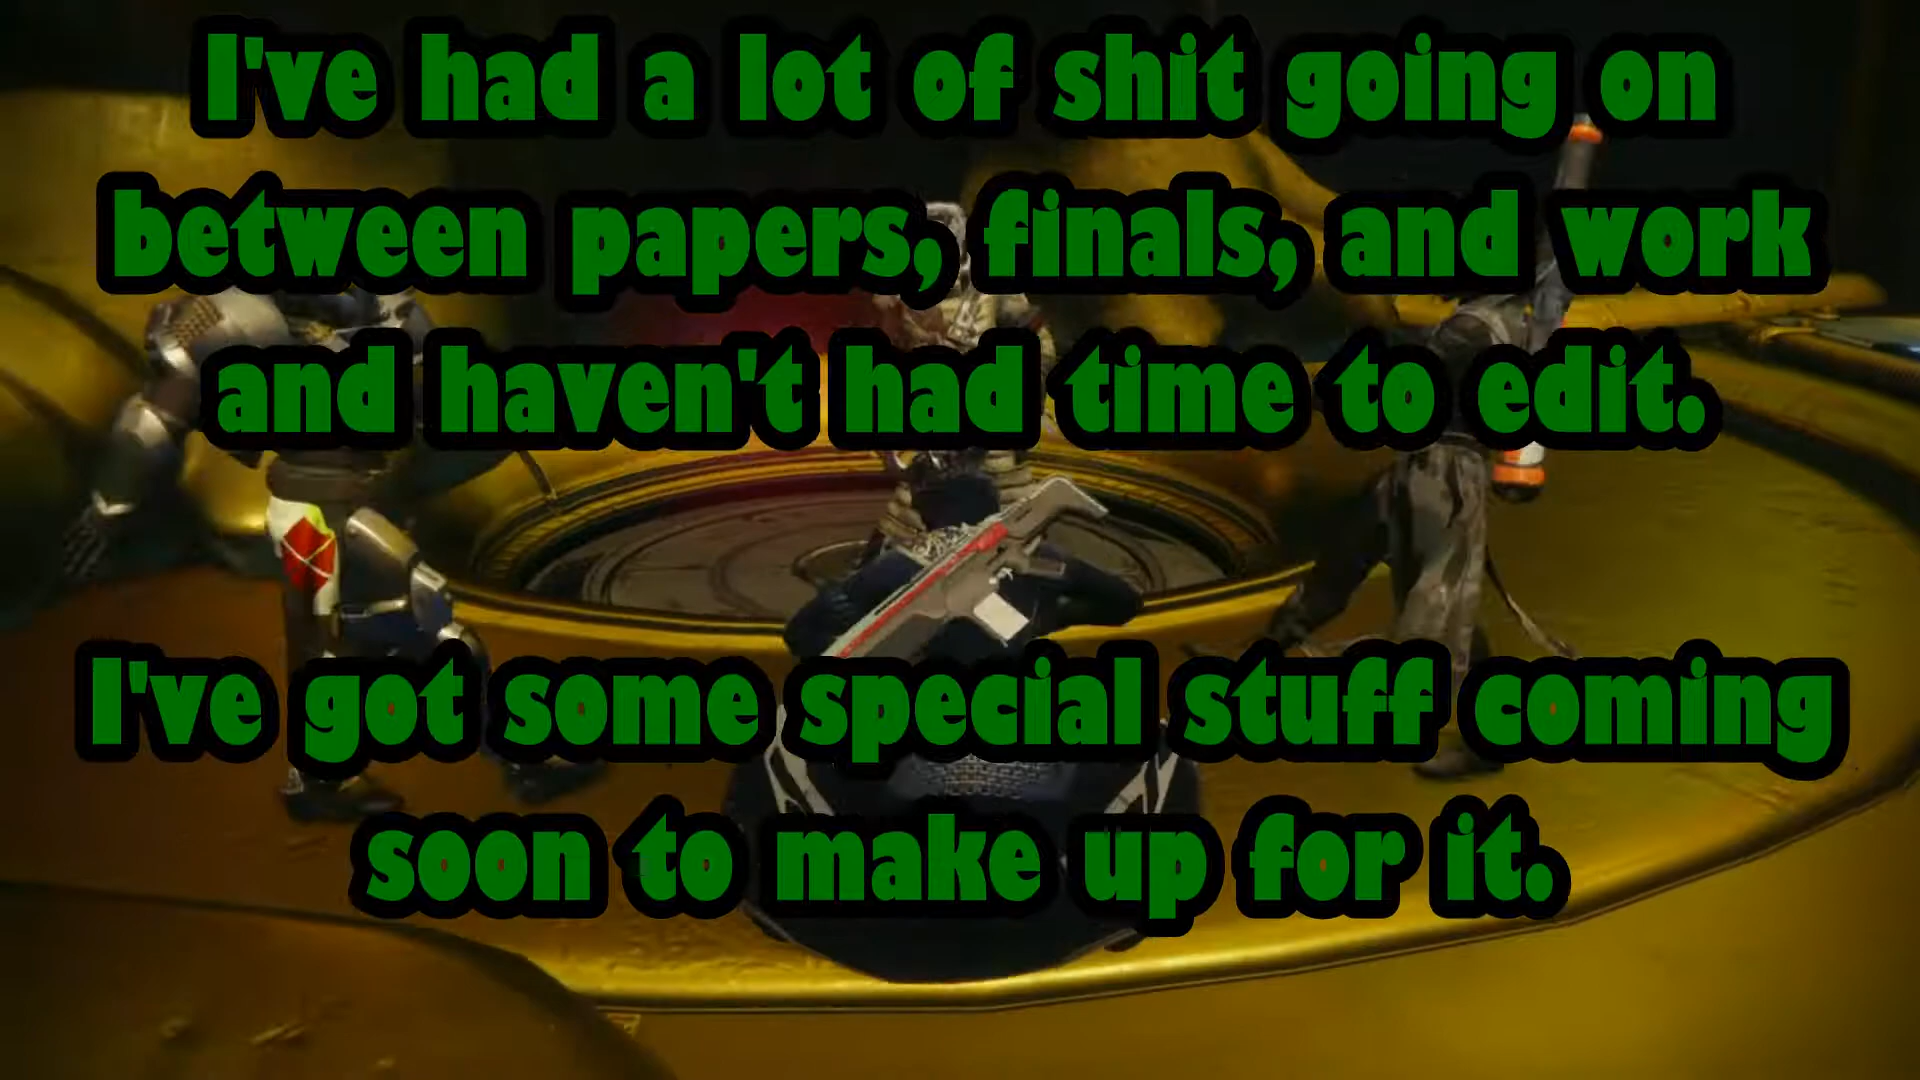 I've had a lot of shit going on
between papers, finals, and work
and haven't had time to edit.
I've got some special stuff coming
soon to make up for it.